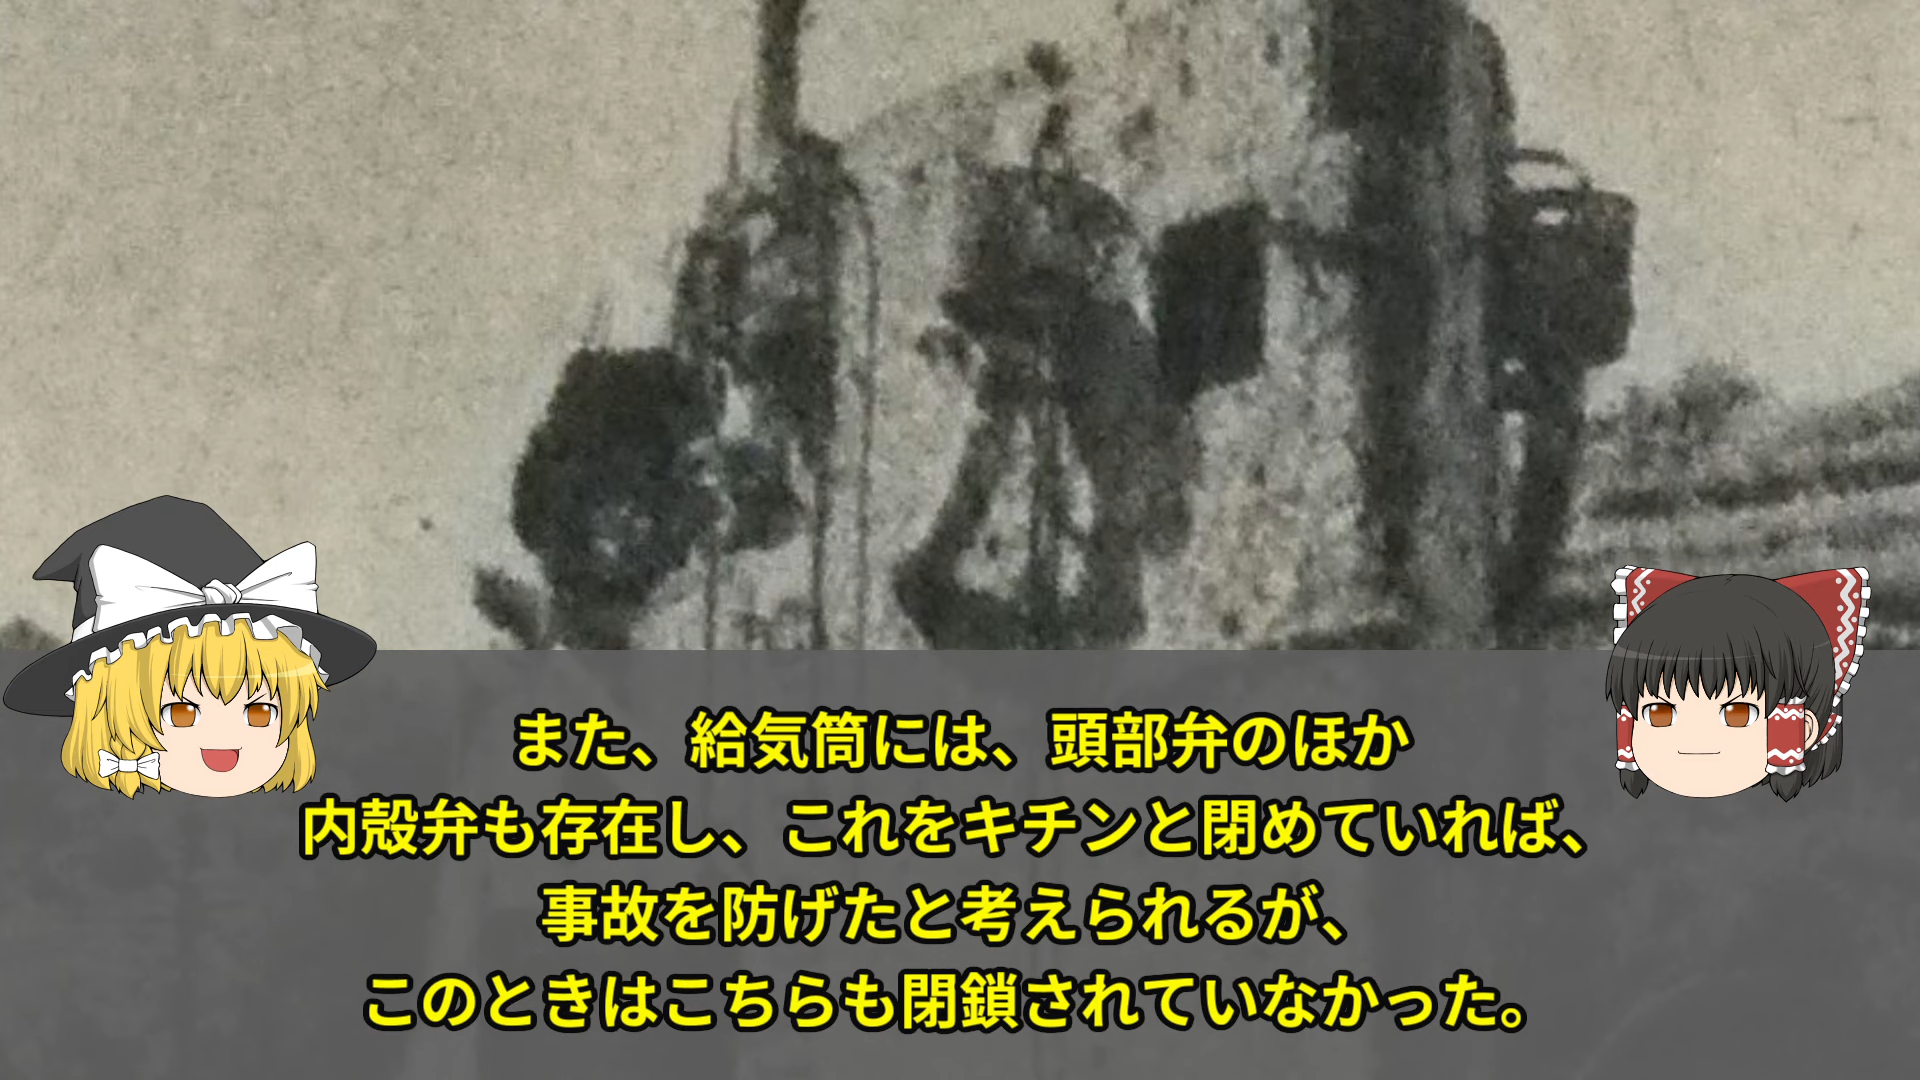 また、給気筒には、頭部弁のほか
内殻弁も存在し、これをキチンと閉めていれば、
事故を防げたと考えられるが、
このときはこちらも閉鎖されていなかった。